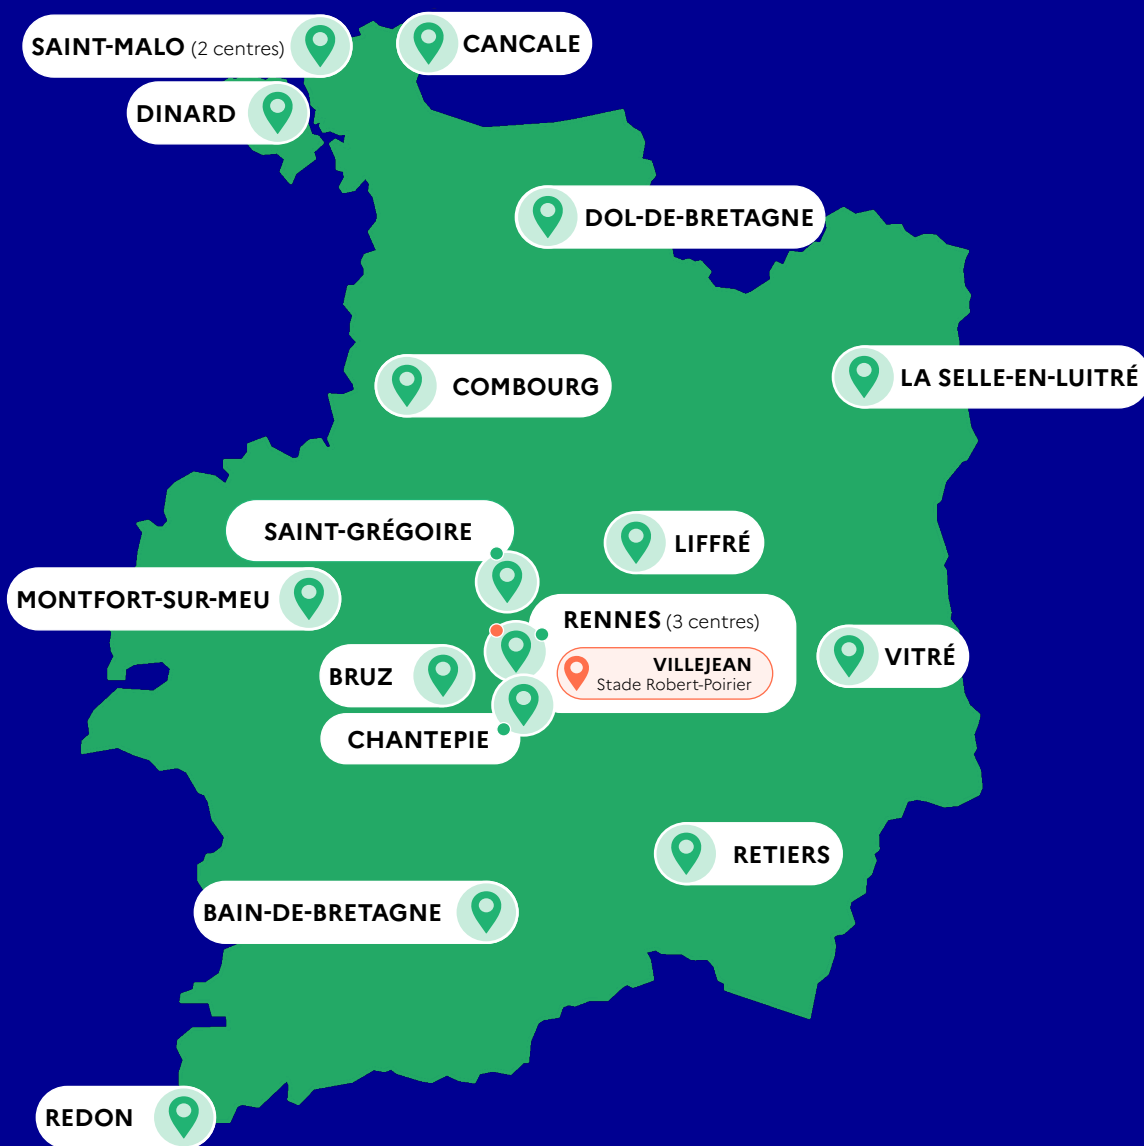 SAINT-MALO (2 centres)
CANCALE
DINARD
DOL-DE-BRETAGNE
LA SELLE-EN-LUITRÉ
COMBOURG
SAINT-GRÉGOIRE
LIFFRÉ
MONTFORT-SUR-MEU
RENNES (3 centres)
VILLEJEAN
Stade Robert-Poirier
VITRÉ
BRUZ
CHANTEPIE
RETIERS
BAIN-DE-BRETAGNE
REDON